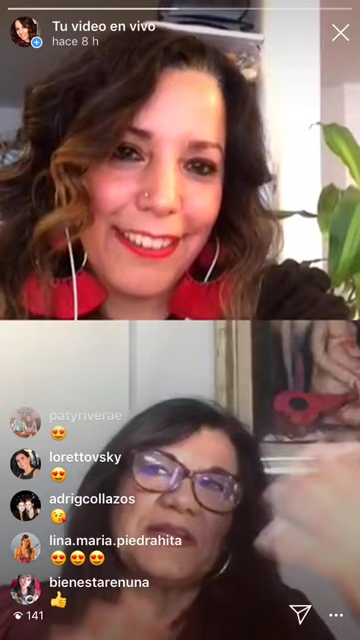 Tu video en vivo
hace 8 h
patyriverae
😍
lorettovsky
😍
adrigcollazos
😘
lina.maria.piedrahita
😍😍😍
bienestarenuna
👍
141